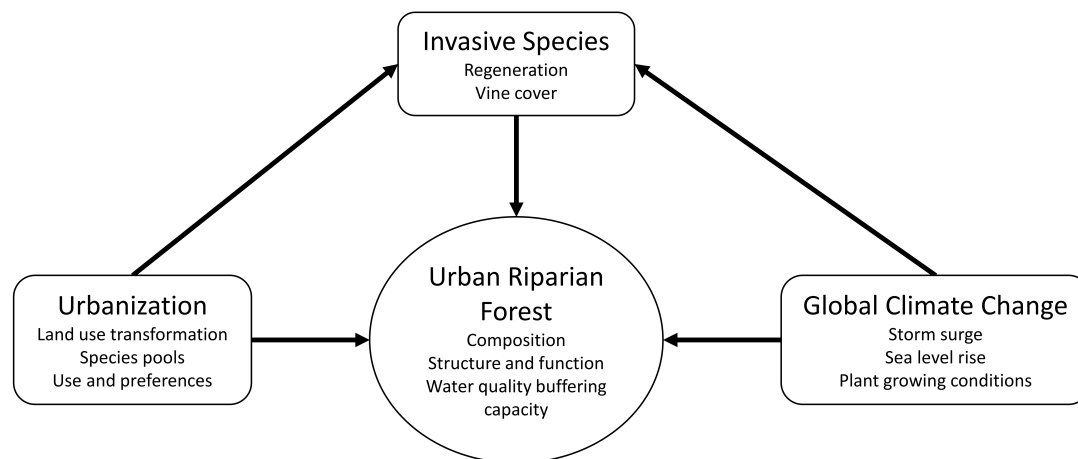 Invasive Species
Regeneration
Vine cover
Urbanization
Land use transformation
Species pools
Use and preferences
Urban Riparian
Forest
Composition
Structure and function
Water quality buffering
capacity
Global Climate Change
Storm surge
Sea level rise
Plant growing conditions